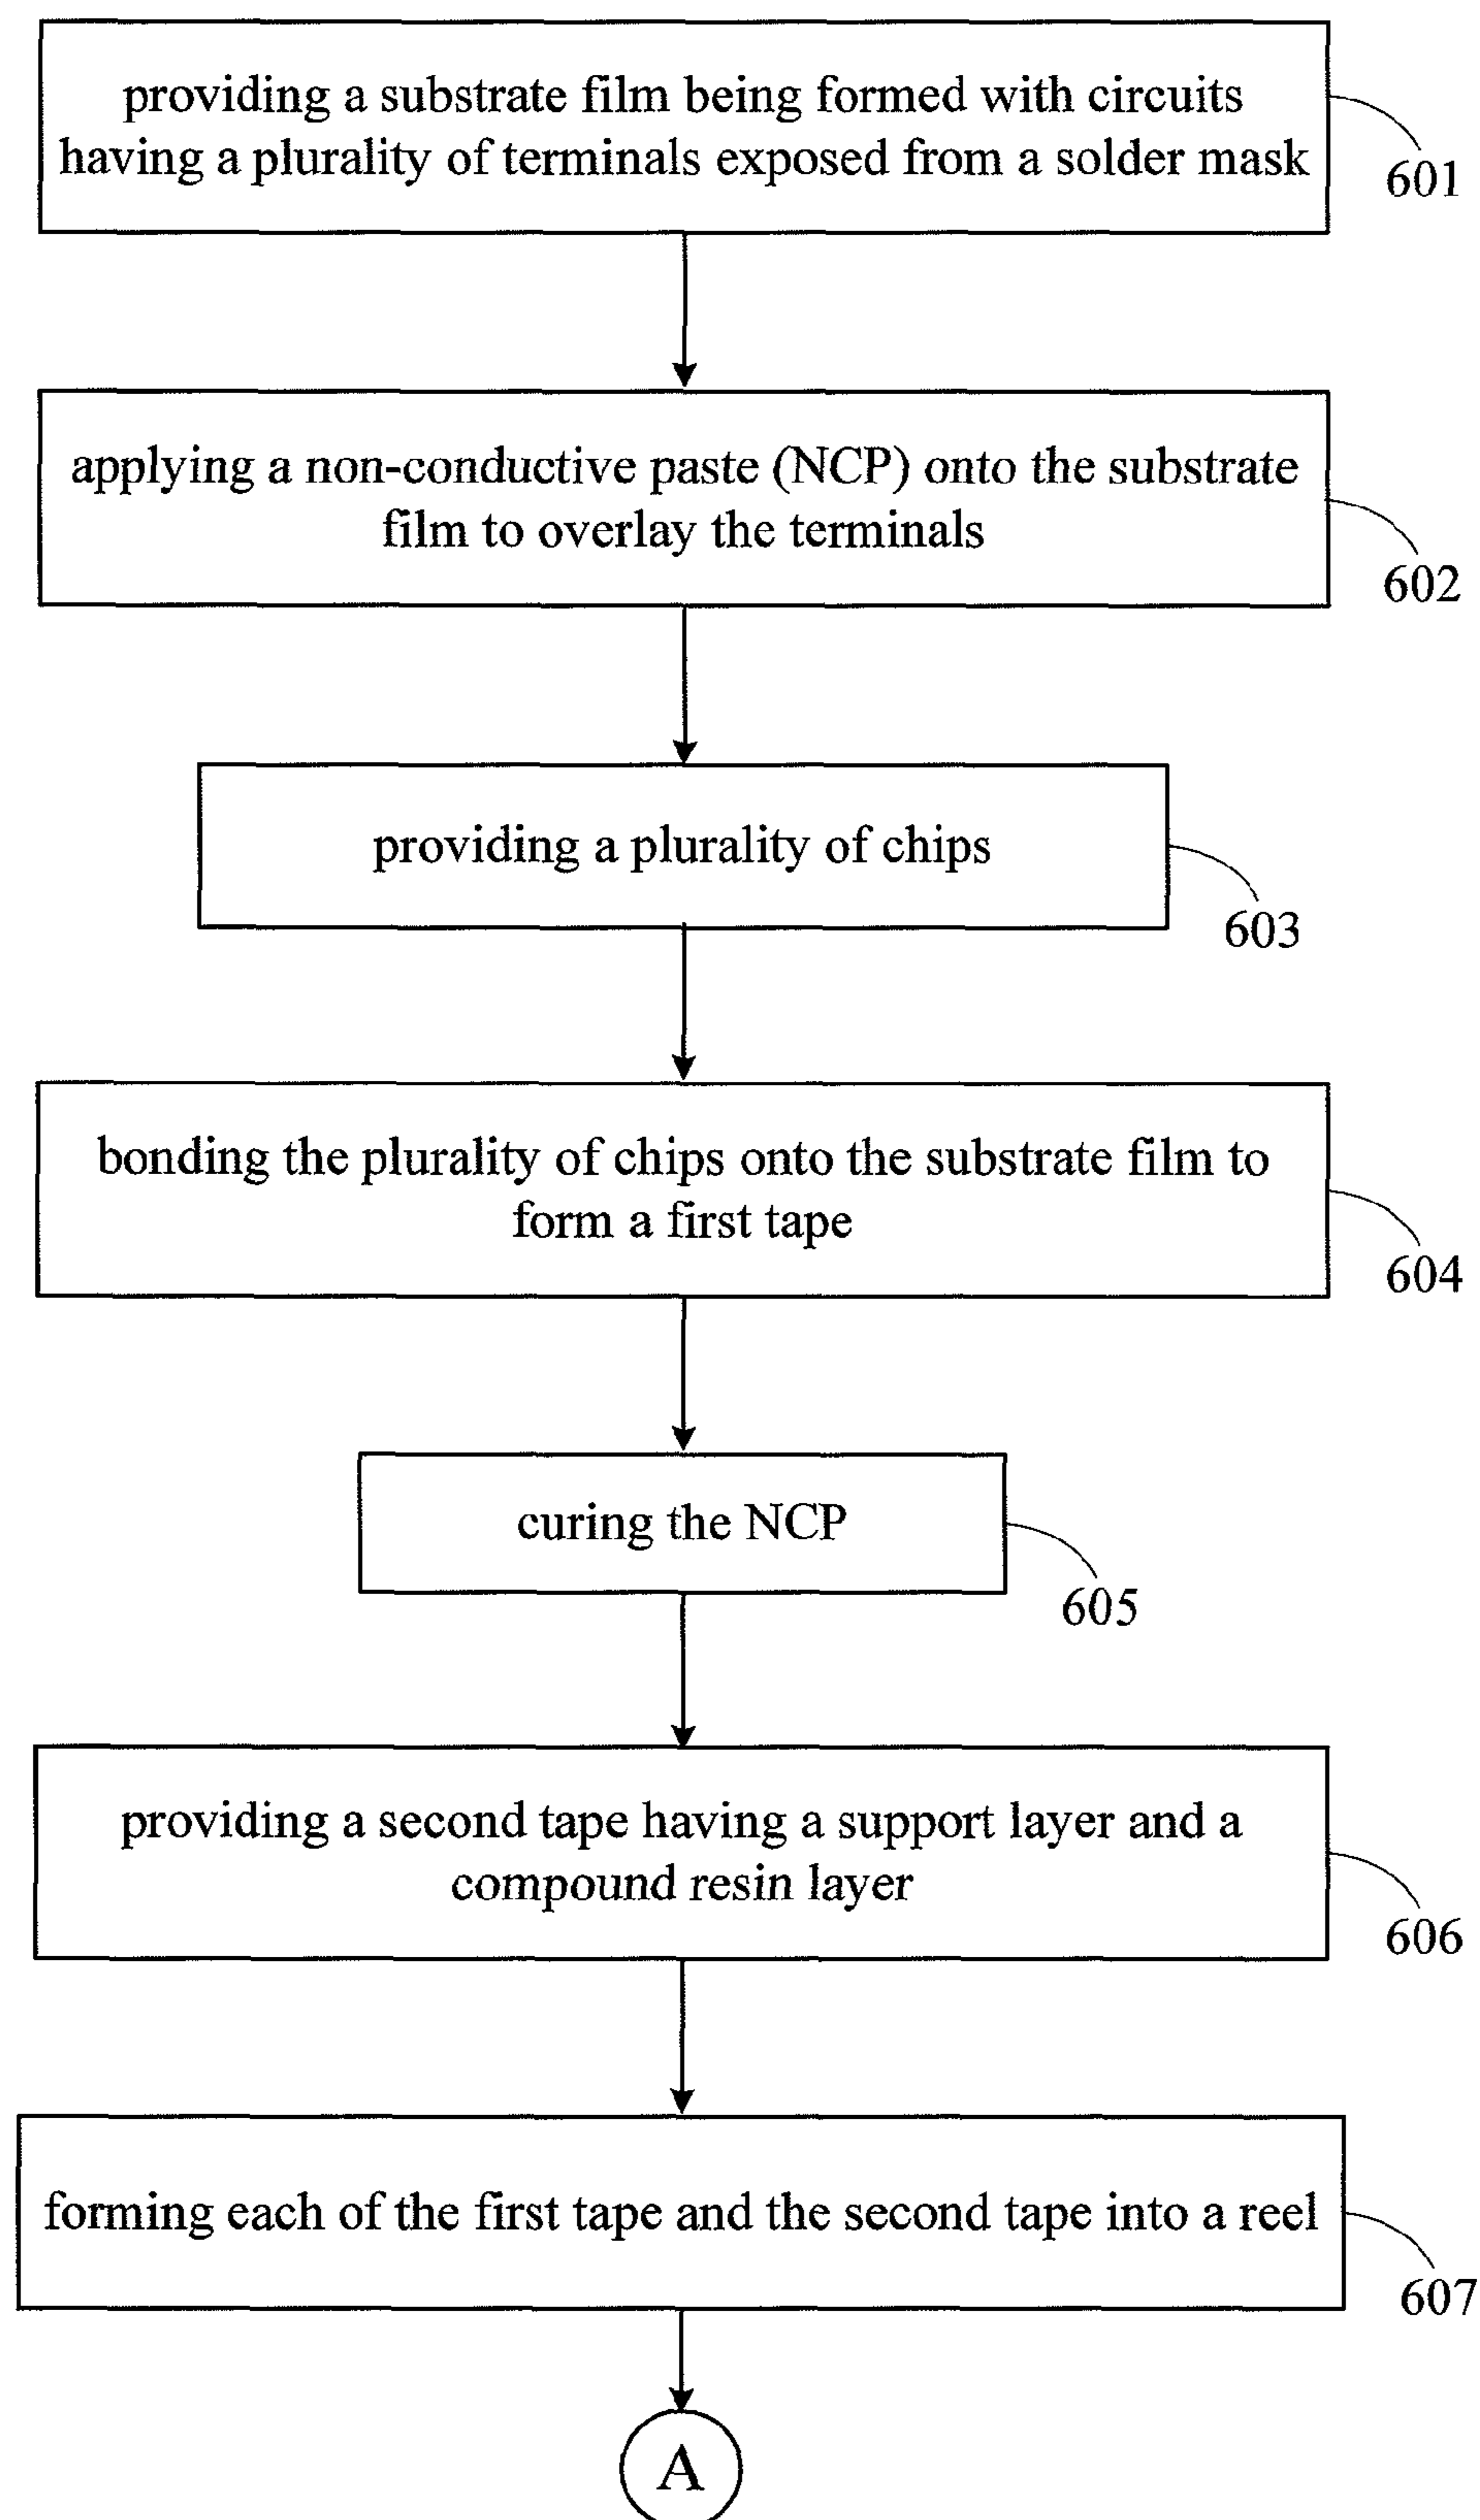 providing a substrate film being formed with circuits
having a plurality of terminals exposed from a solder mask
601
applying a non-conductive paste (NCP) onto the substrate
film to overlay the terminals
602
providing a plurality of chips
603
bonding the plurality of chips onto the substrate film to
form a first tape
604
curing the NCP
605
providing a second tape having a support layer and a
compound resin layer
606
forming each of the first tape and the second tape into a reel
607
A